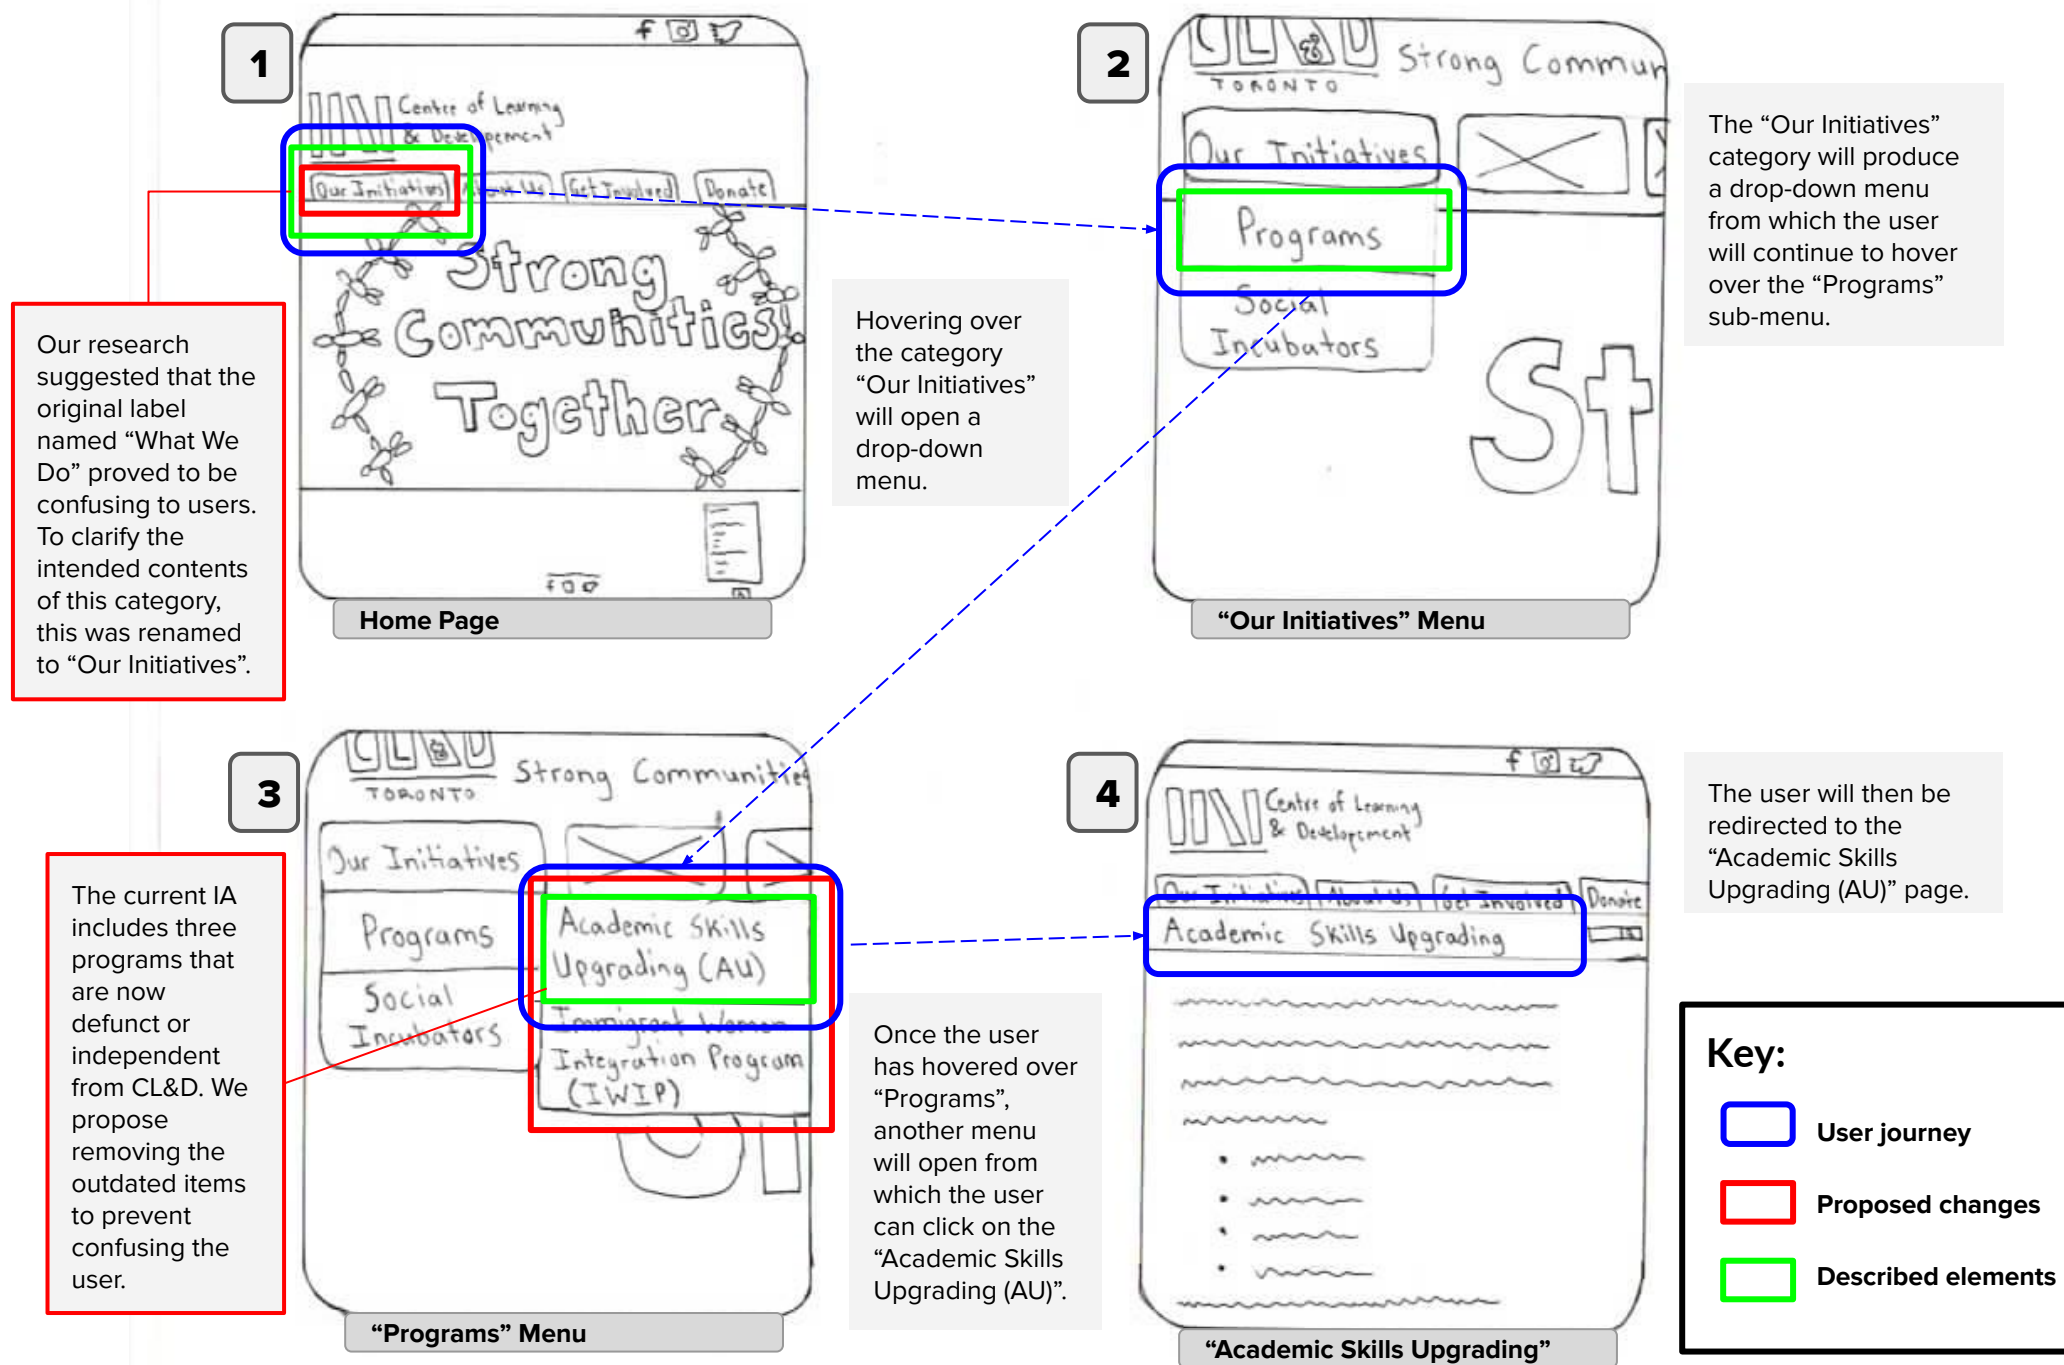 1
f
Centre of Learning
& Developement
Our Initiatives About Us Get Involved Donate
Strong
Communities
Together
f
Home Page
Our research
suggested that the
original label
named “What We
Do” proved to be
confusing to users.
To clarify the
intended contents
of this category,
this was renamed
to “Our Initiatives”.
Hovering over
the category
“Our Initiatives”
will open a
drop-down
menu.
2
CL&D
TORONTO
Strong Commun
Our Initiatives
Programs
Social
Incubators
St
“Our Initiatives” Menu
The “Our Initiatives”
category will produce
a drop-down menu
from which the user
will continue to hover
over the “Programs”
sub-menu.
3
CL&D
TORONTO
Strong Communities
Our Initiatives
Programs
Social
Incubators
Academic Skills
Upgrading (AU)
Immigrant Women
Integration Program
(IWIP)
“Programs” Menu
The current IA
includes three
programs that
are now
defunct or
independent
from CL&D. We
propose
removing the
outdated items
to prevent
confusing the
user.
Once the user
has hovered over
“Programs”,
another menu
will open from
which the user
can click on the
“Academic Skills
Upgrading (AU)”.
4
f
Centre of Learning
& Developement
Our Initiatives About Us Get Involved Donate
Academic Skills Upgrading
“Academic Skills Upgrading”
The user will then be
redirected to the
“Academic Skills
Upgrading (AU)” page.
Key:
User journey
Proposed changes
Described elements